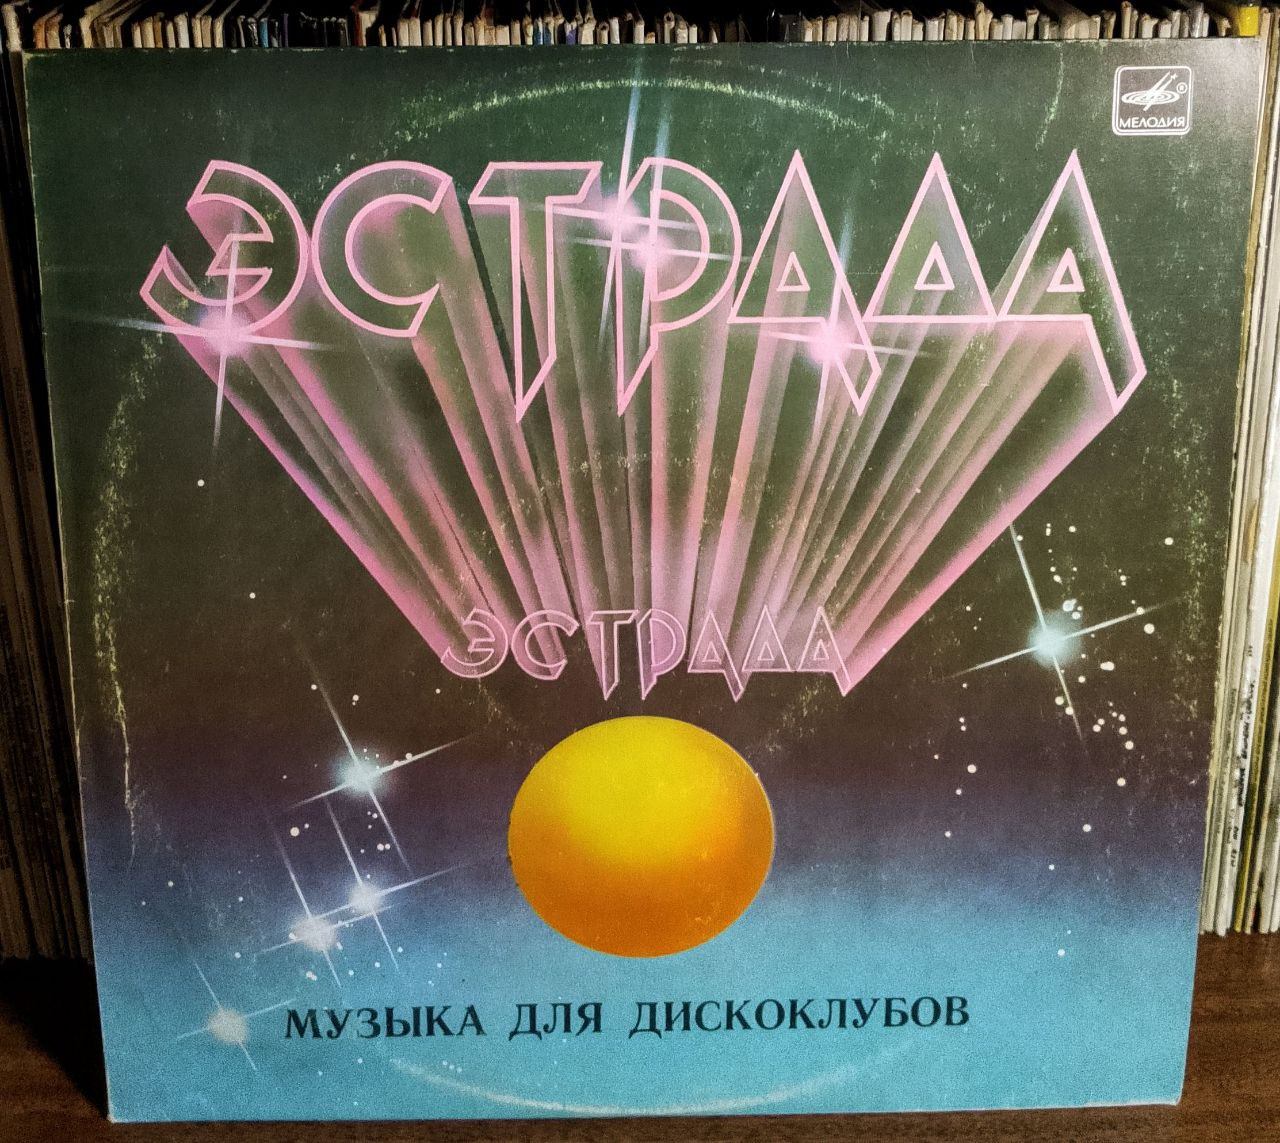 МЕЛОДИЯ
ЭСТРАДА
ЭСТРАДА
МУЗЫКА ДЛЯ ДИСКОКЛУБОВ